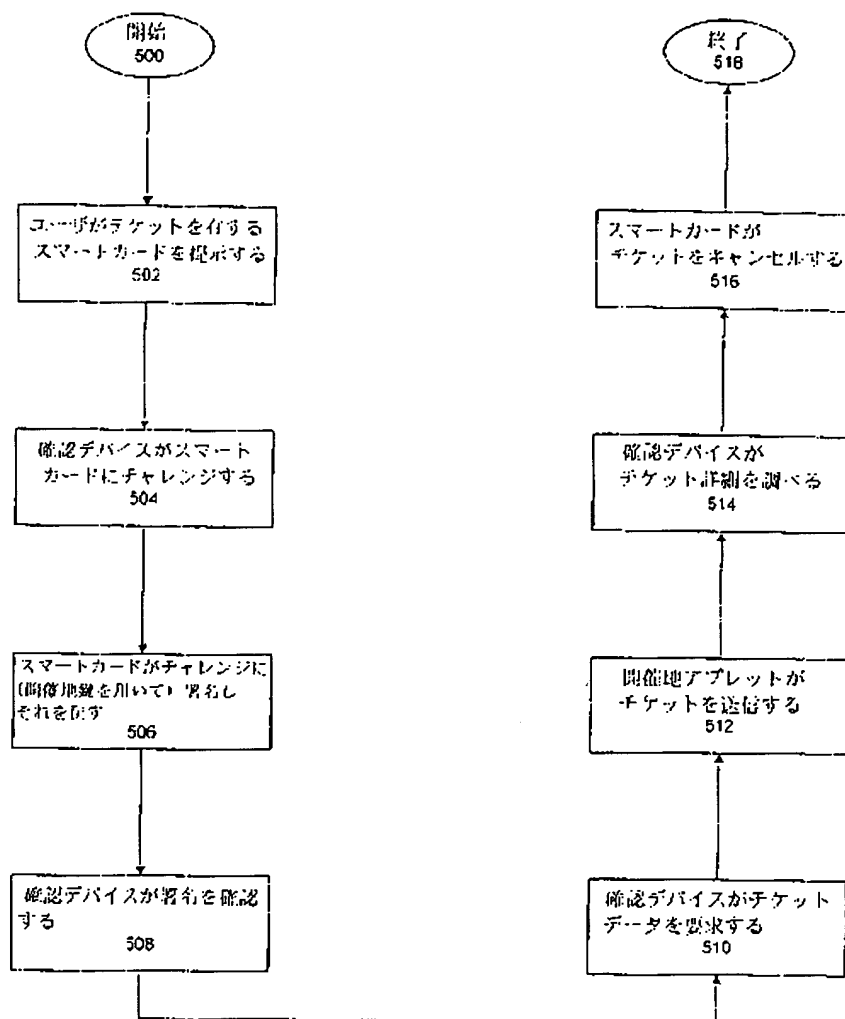 開始
500
ユーザがチケットを有する
スマートカードを提示する
502
確認デバイスがスマート
カードにチャレンジする
504
スマートカードがチャレンジに
(開催地鍵を用いて)署名し
それを戻す
506
確認デバイスが署名を確認
する
508
確認デバイスがチケット
データを要求する
510
開催地アプレットが
チケットを送信する
512
確認デバイスが
チケット詳細を調べる
514
スマートカードが
チケットをキャンセルする
516
終了
518